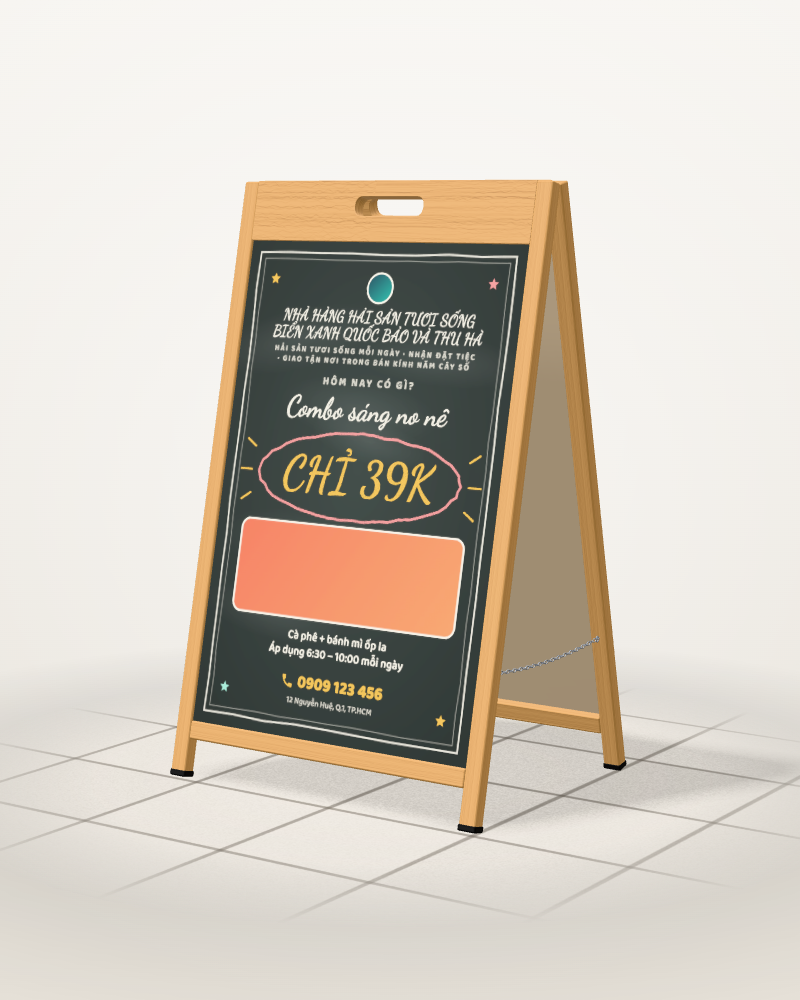 NHÀ HÀNG HẢI SẢN TƯƠI SỐNG
BIỂN XANH QUỐC BẢO VÀ THU HÀ
HẢI SẢN TƯƠI SỐNG MỖI NGÀY · NHẬN ĐẶT TIỆC
· GIAO TẬN NƠI TRONG BÁN KÍNH NĂM CÂY SỐ
HÔM NAY CÓ GÌ?
Combo sáng no nê
CHỈ 39K
Cà phê + bánh mì ốp la
Áp dụng 6:30 – 10:00 mỗi ngày
0909 123 456
12 Nguyễn Huệ, Q.1, TP.HCM